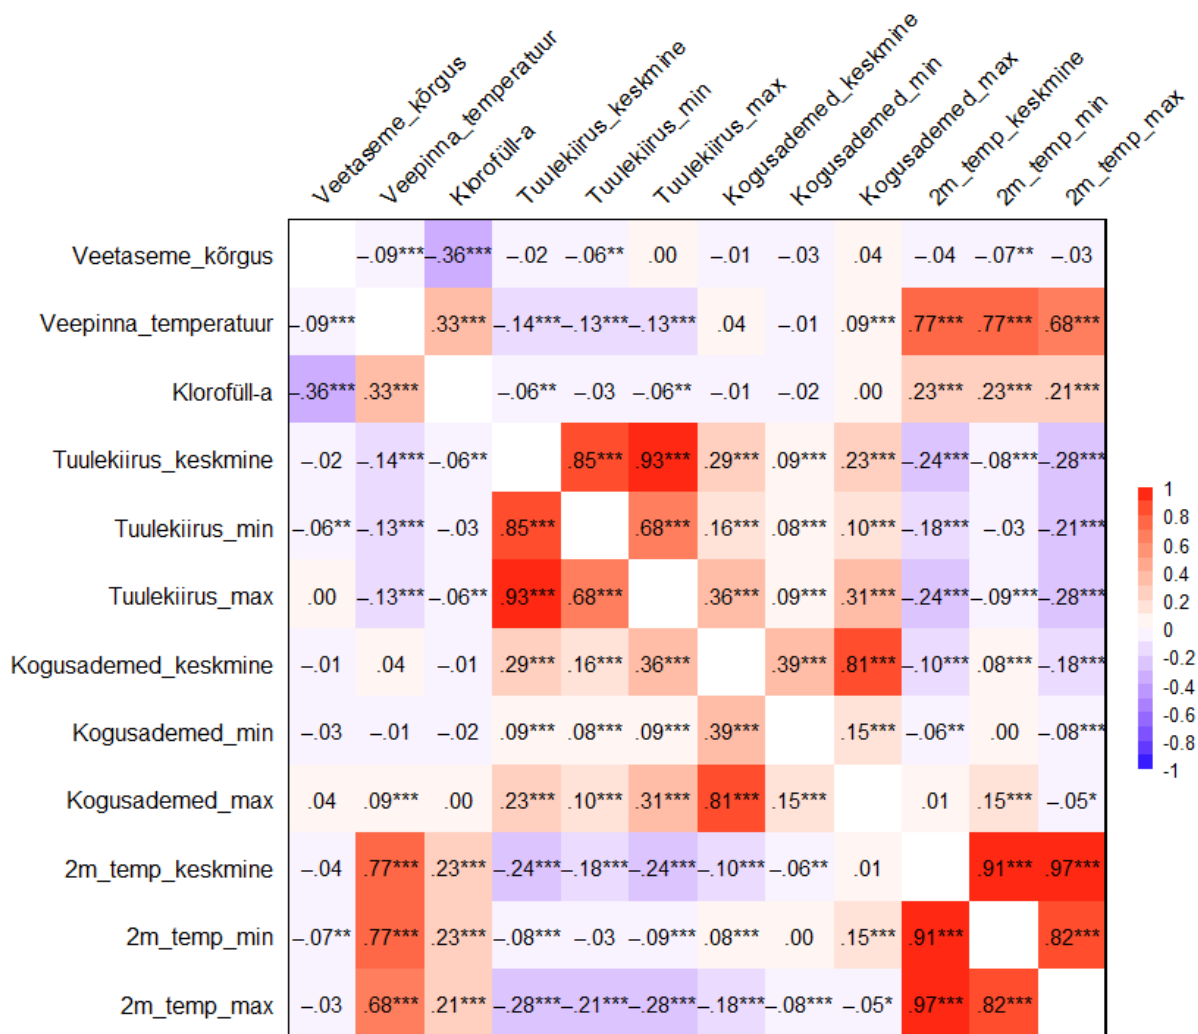 Veetaseme_kõrgus
Veepinna_temperatuur
Klorofüll-a
Tuulekiirus_keskmine
Tuulekiirus_min
Tuulekiirus_max
Kogusademed_keskmine
Kogusademed_min
Kogusademed_max
2m_temp_keskmine
2m_temp_min
2m_temp_max
Veetaseme_kõrgus –.09*** –.36*** –.02 –.06** .00 –.01 –.03 .04 –.04 –.07** –.03
Veepinna_temperatuur –.09*** .33*** –.14*** –.13*** –.13*** .04 –.01 .09*** .77*** .77*** .68***
Klorofüll-a –.36*** .33*** –.06** –.03 –.06** –.01 –.02 .00 .23*** .23*** .21***
Tuulekiirus_keskmine –.02 –.14*** –.06** .85*** .93*** .29*** .09*** .23*** –.24*** –.08*** –.28***
Tuulekiirus_min –.06** –.13*** –.03 .85*** .68*** .16*** .08*** .10*** –.18*** –.03 –.21***
Tuulekiirus_max .00 –.13*** –.06** .93*** .68*** .36*** .09*** .31*** –.24*** –.09*** –.28***
Kogusademed_keskmine –.01 .04 –.01 .29*** .16*** .36*** .39*** .81*** –.10*** .08*** –.18***
Kogusademed_min –.03 –.01 –.02 .09*** .08*** .09*** .39*** .15*** –.06** .00 –.08***
Kogusademed_max .04 .09*** .00 .23*** .10*** .31*** .81*** .15*** .01 .15*** –.05*
2m_temp_keskmine –.04 .77*** .23*** –.24*** –.18*** –.24*** –.10*** –.06** .01 .91*** .97***
2m_temp_min –.07** .77*** .23*** –.08*** –.03 –.09*** .08*** .00 .15*** .91*** .82***
2m_temp_max –.03 .68*** .21*** –.28*** –.21*** –.28*** –.18*** –.08*** –.05* .97*** .82***
1
0.8
0.6
0.4
0.2
0
-0.2
-0.4
-0.6
-0.8
-1